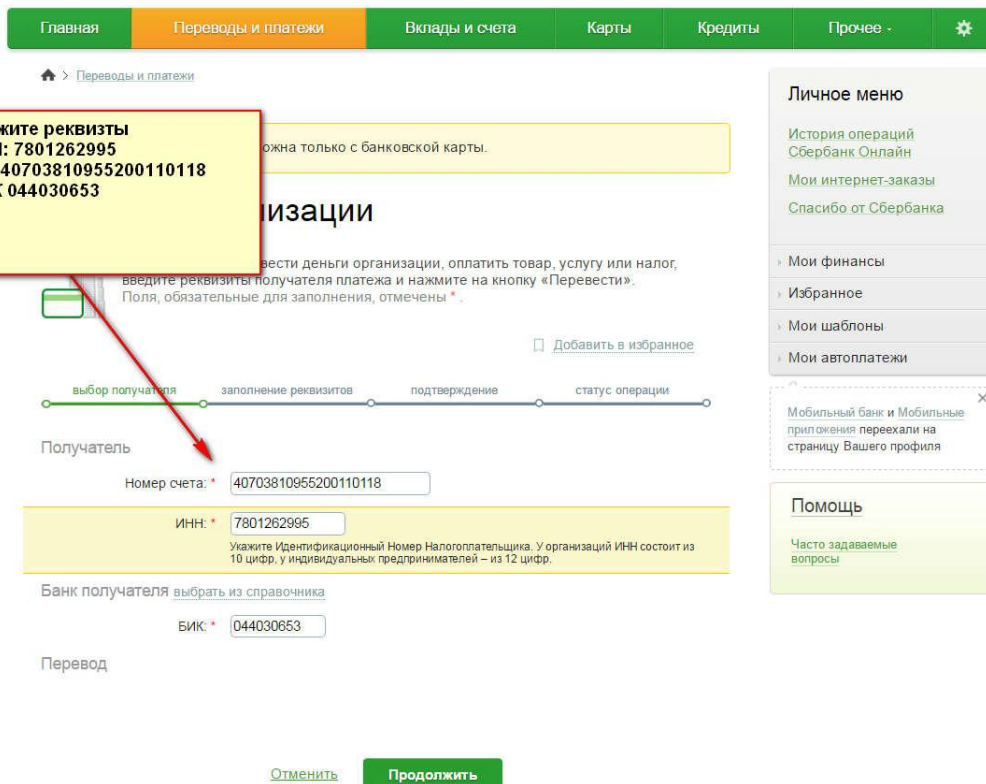 Главная Переводы и платежи Вклады и счета Карты Кредиты Прочее
> Переводы и платежи
жите реквизты
: 7801262995
40703810955200110118
044030653
ожна только с банковской карты.
низации
вести деньги организации, оплатить товар, услугу или налог,
введите реквизиты получателя платежа и нажмите на кнопку «Перевести».
Поля, обязательные для заполнения, отмечены * .
Добавить в избранное
выбор получателя заполнение реквизитов подтверждение статус операции
Получатель
Номер счета: * 40703810955200110118
ИНН: * 7801262995
Укажите Идентификационный Номер Налогоплательщика. У организаций ИНН состоит из
10 цифр, у индивидуальных предпринимателей – из 12 цифр.
Банк получателя выбрать из справочника
БИК: * 044030653
Перевод
Отменить Продолжить
Личное меню
История операций
Сбербанк Онлайн
Мои интернет-заказы
Спасибо от Сбербанка
Мои финансы
Избранное
Мои шаблоны
Мои автоплатежи
Мобильный банк и Мобильные
приложения переехали на
страницу Вашего профиля
Помощь
Часто задаваемые
вопросы